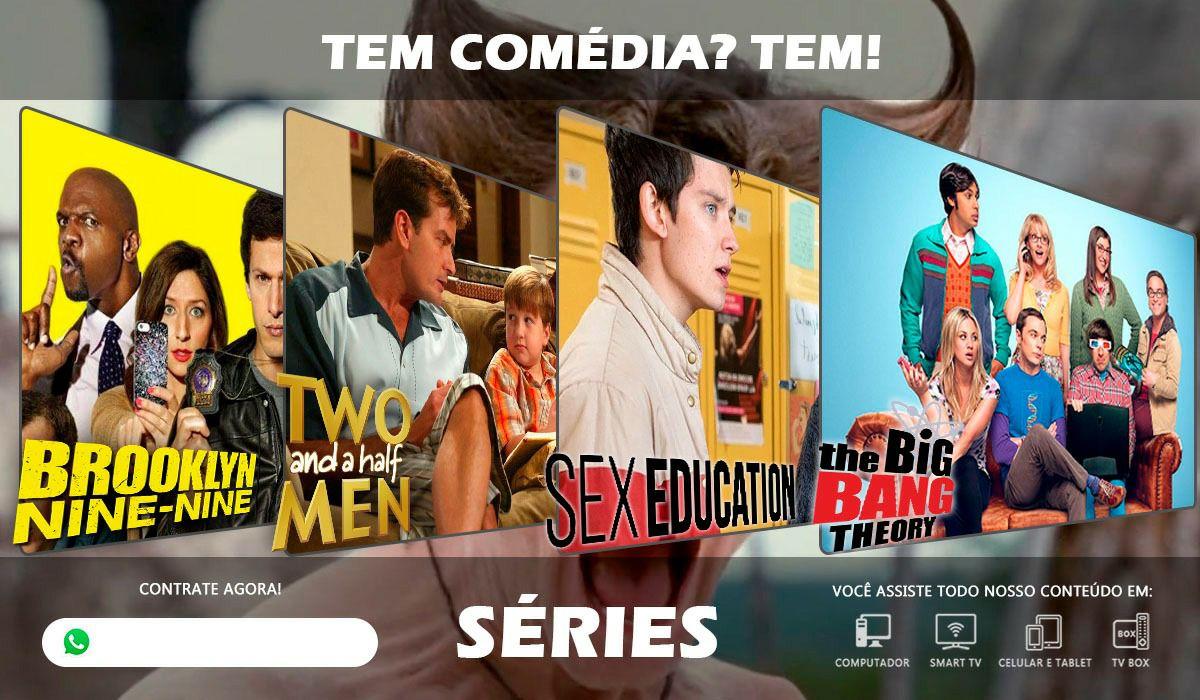 TEM COMÉDIA? TEM!
BROOKLYN
NINE-NINE
TWO
and a half
MEN
SEX EDUCATION
the BiG
BANG
THEORY
CONTRATE AGORA!
SÉRIES
VOCÊ ASSISTE TODO NOSSO CONTEÚDO EM:
COMPUTADOR
SMART TV
CELULAR E TABLET
BOX
TV BOX